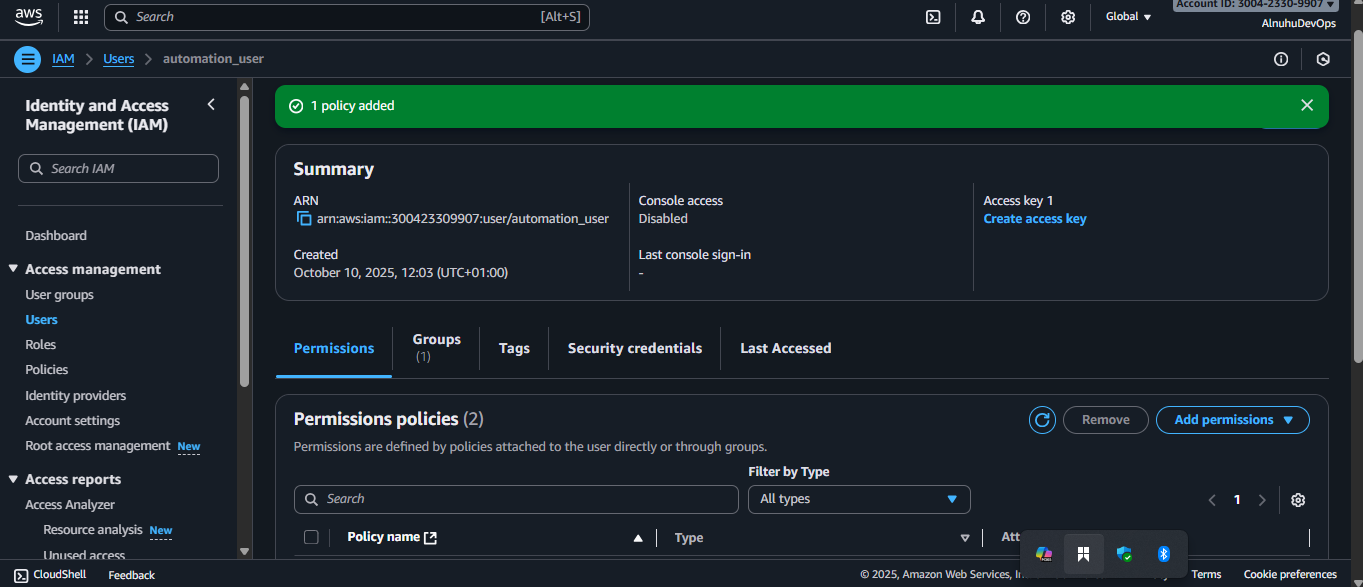 aws
Search
[Alt+S]
Global
Account ID: 3004-2330-9907
AlnuhuDevOps
IAM
Users
automation_user
Identity and Access
Management (IAM)
Search IAM
Dashboard
Access management
User groups
Users
Roles
Policies
Identity providers
Account settings
Root access management New
Access reports
Access Analyzer
Resource analysis New
Unused access
1 policy added
Summary
ARN
arn:aws:iam::300423309907:user/automation_user
Created
October 10, 2025, 12:03 (UTC+01:00)
Console access
Disabled
Last console sign-in
-
Access key 1
Create access key
Permissions
Groups
(1)
Tags
Security credentials
Last Accessed
Permissions policies (2)
Remove
Add permissions
Permissions are defined by policies attached to the user directly or through groups.
Filter by Type
Search
All types
1
Policy name
Type
CloudShell
Feedback
© 2025, Amazon Web Services,
Terms
Cookie preferences